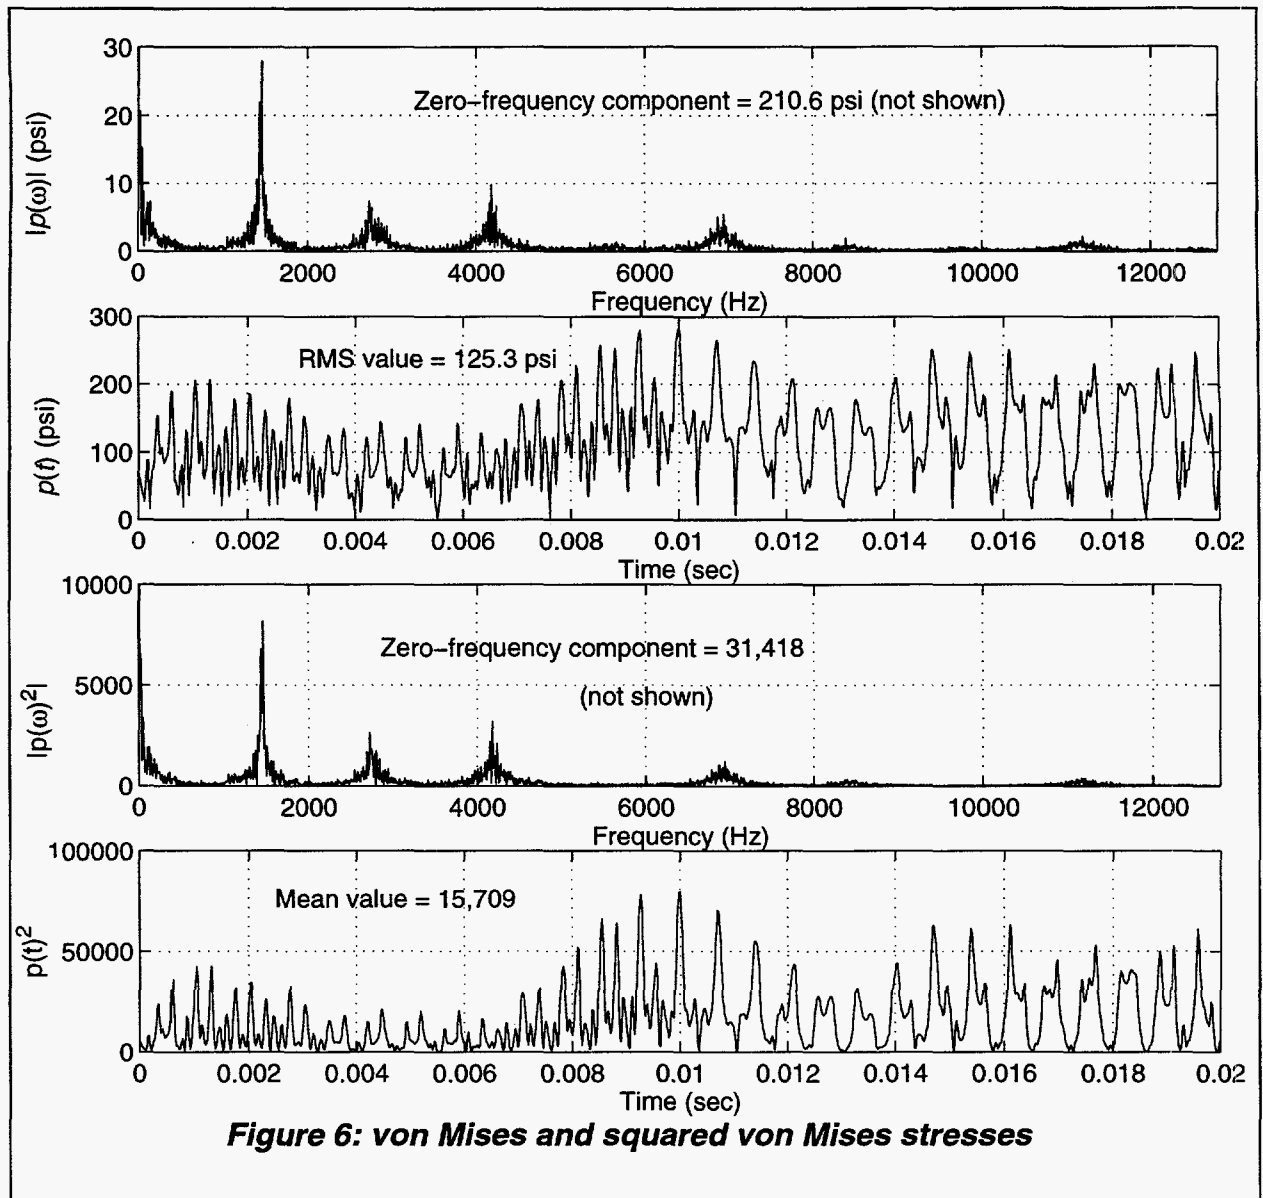 30
20
10
0
|p(ω)| (psi)
Zero-frequency component = 210.6 psi (not shown)
0 2000 4000 6000 8000 10000 12000
Frequency (Hz)
300
200
100
0
p(t) (psi)
RMS value = 125.3 psi
0 0.002 0.004 0.006 0.008 0.01 0.012 0.014 0.016 0.018 0.02
Time (sec)
10000
5000
0
|p(ω)²|
Zero-frequency component = 31,418
(not shown)
0 2000 4000 6000 8000 10000 12000
Frequency (Hz)
100000
50000
0
p(t)²
Mean value = 15,709
0 0.002 0.004 0.006 0.008 0.01 0.012 0.014 0.016 0.018 0.02
Time (sec)
Figure 6: von Mises and squared von Mises stresses